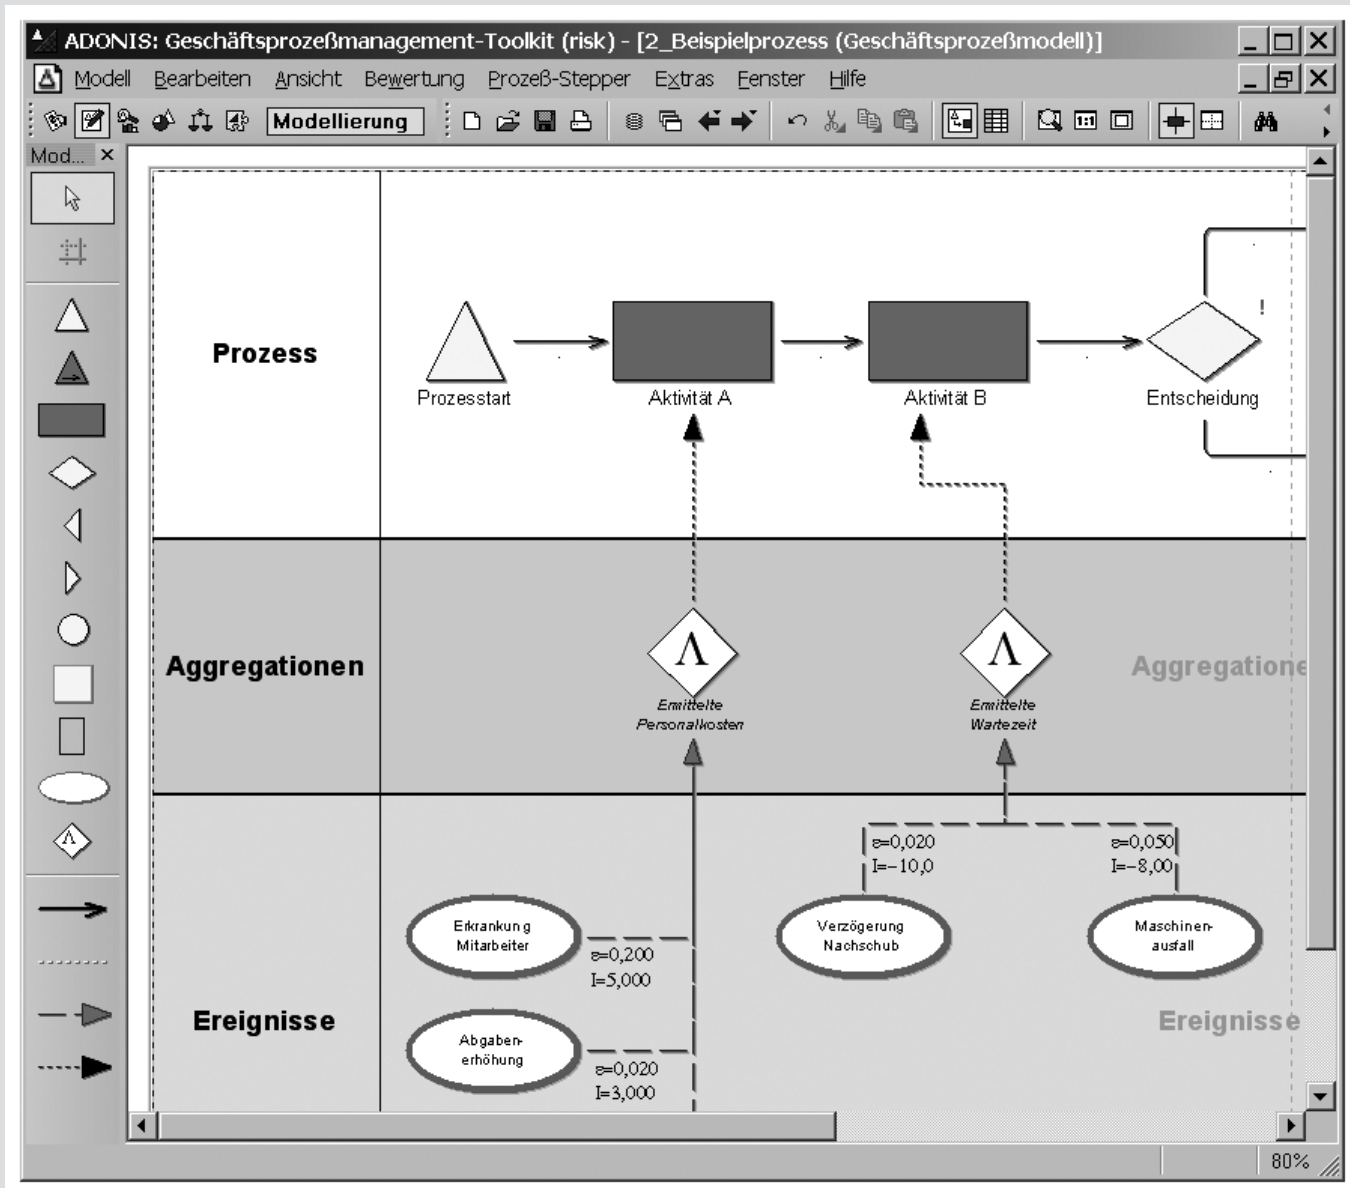 ADONIS: Geschäftsprozeßmanagement-Toolkit (risk) - [2_Beispielprozess (Geschäftsprozeßmodell)]
Modell Bearbeiten Ansicht Bewertung Prozeß-Stepper Extras Fenster Hilfe
Modellierung
1:1
Mod...
Prozess
!
Prozesstart
Aktivität A
Aktivität B
Entscheidung
Aggregationen
Λ
Λ
Aggregatione
Ermittelte
Personalkosten
Ermittelte
Wartezeit
Λ
ε=0,020
I=-10,0
ε=0,050
I=-8,00
Erkrankung
Mitarbeiter
ε=0,200
I=5,000
Verzögerung
Nachschub
Maschinen-
ausfall
Ereignisse
Ereignisse
Abgaben-
erhöhung
ε=0,020
I=3,000
80%